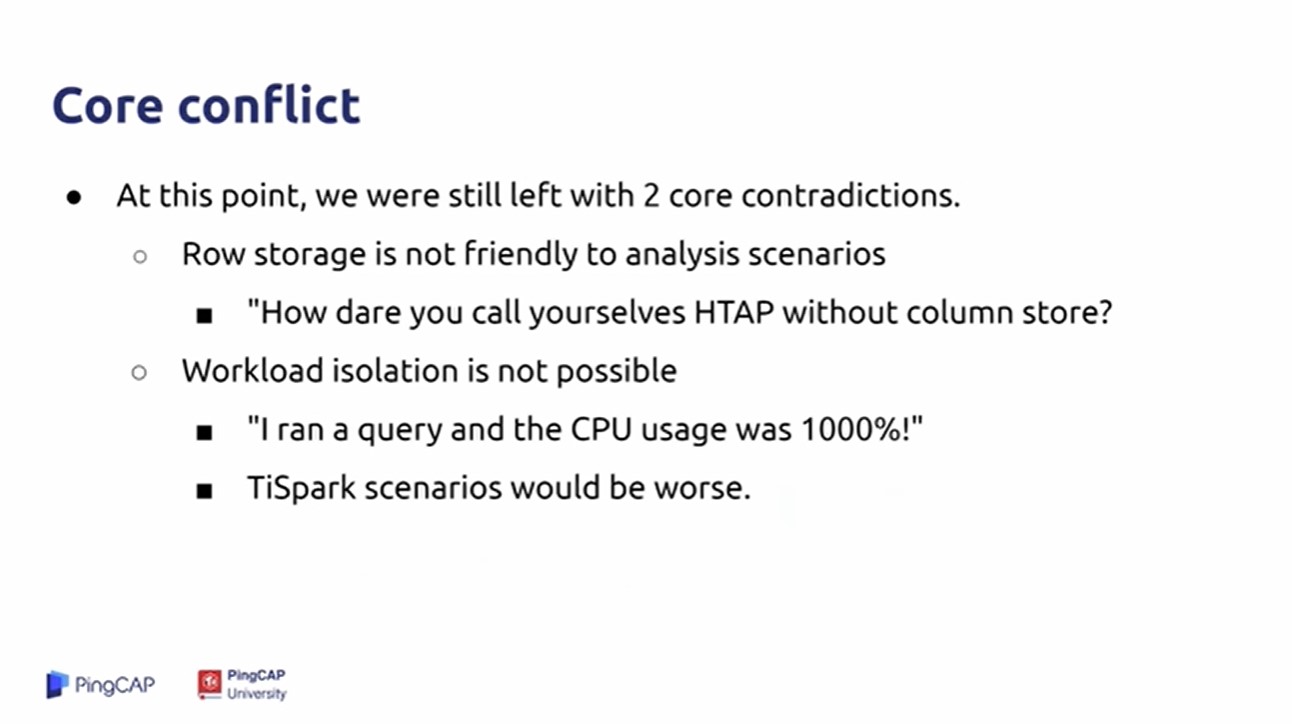 Core conflict
● At this point, we were still left with 2 core contradictions.
○ Row storage is not friendly to analysis scenarios
■ "How dare you call yourselves HTAP without column store?
○ Workload isolation is not possible
■ "I ran a query and the CPU usage was 1000%!"
■ TiSpark scenarios would be worse.
PingCAP
PingCAP
University